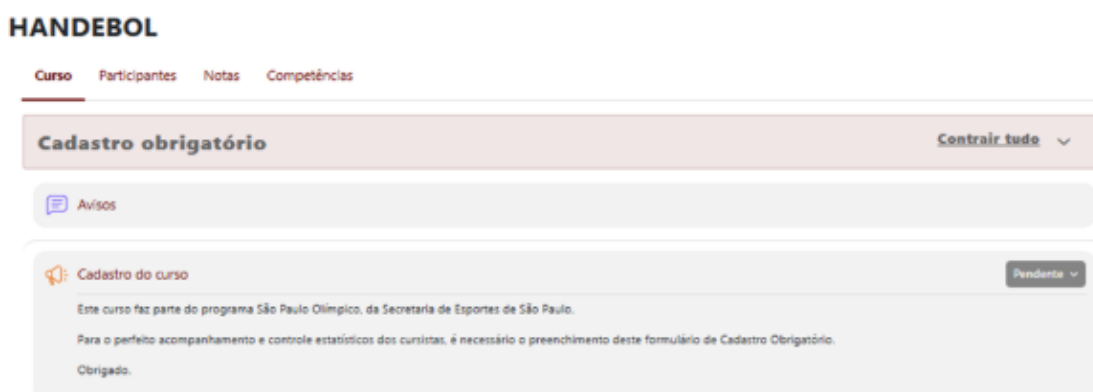 HANDEBOL
Curso Participantes Notas Competências
Cadastro obrigatório Contrair tudo
Avisos
Cadastro do curso Pendente
Este curso faz parte do programa São Paulo Olímpico, da Secretaria de Esportes de São Paulo.
Para o perfeito acompanhamento e controle estatísticos dos cursistas, é necessário o preenchimento deste formulário de Cadastro Obrigatório.
Obrigado.